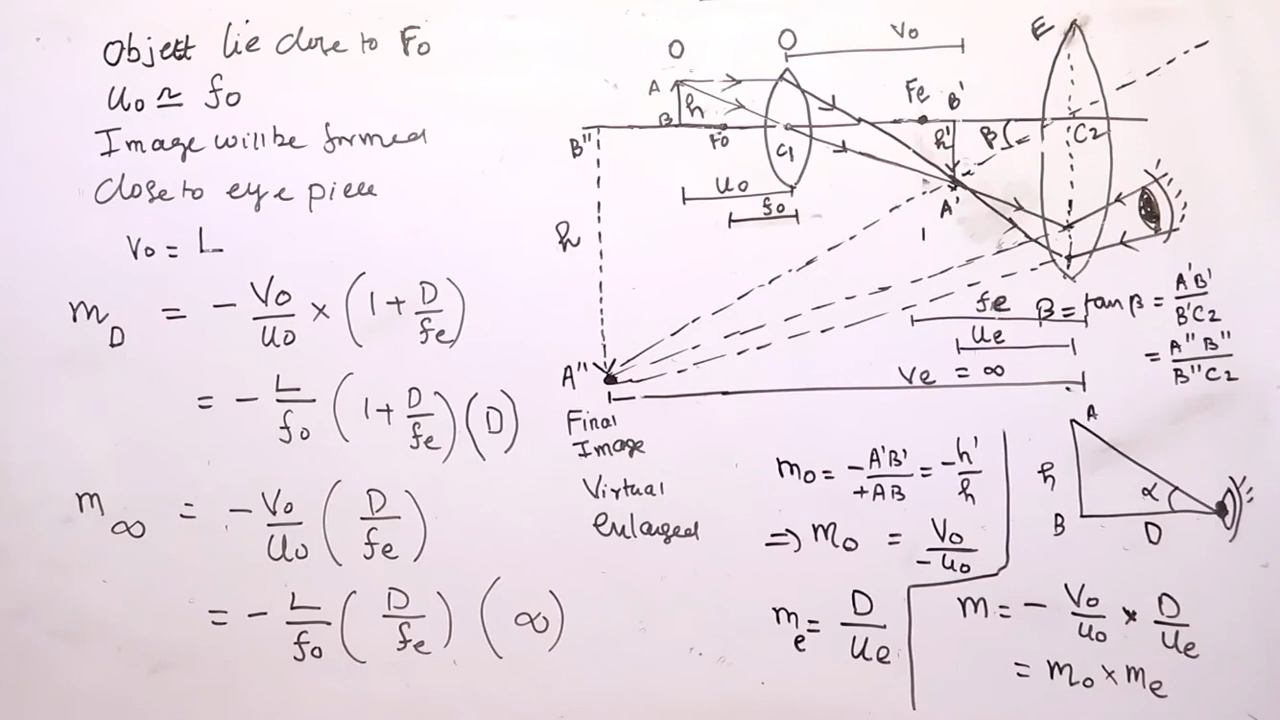 Object lie close to Fo
uo ≃ fo
Image will be formed
close to eye piece
Vo = L
m_D = - Vo/uo × (1 + D/fe)
= - L/fo (1 + D/fe) (D)
m_∞ = - Vo/uo (D/fe)
= - L/fo (D/fe) (∞)
O
O
Vo
E
A
h
B
B''
Fo
C1
Fe
B'
h'
β
C2
A'
uo
fo
h
fe
ue
Ve = ∞
A''
Final
Image
Virtual
enlarged
β = tan β = A'B'/B'C2
= A''B''/B''C2
mo = -A'B'/+AB = -h'/h
⇒ mo = Vo/-uo
me = D/ue
A
h
α
B
D
m = - Vo/uo × D/ue
= mo × me